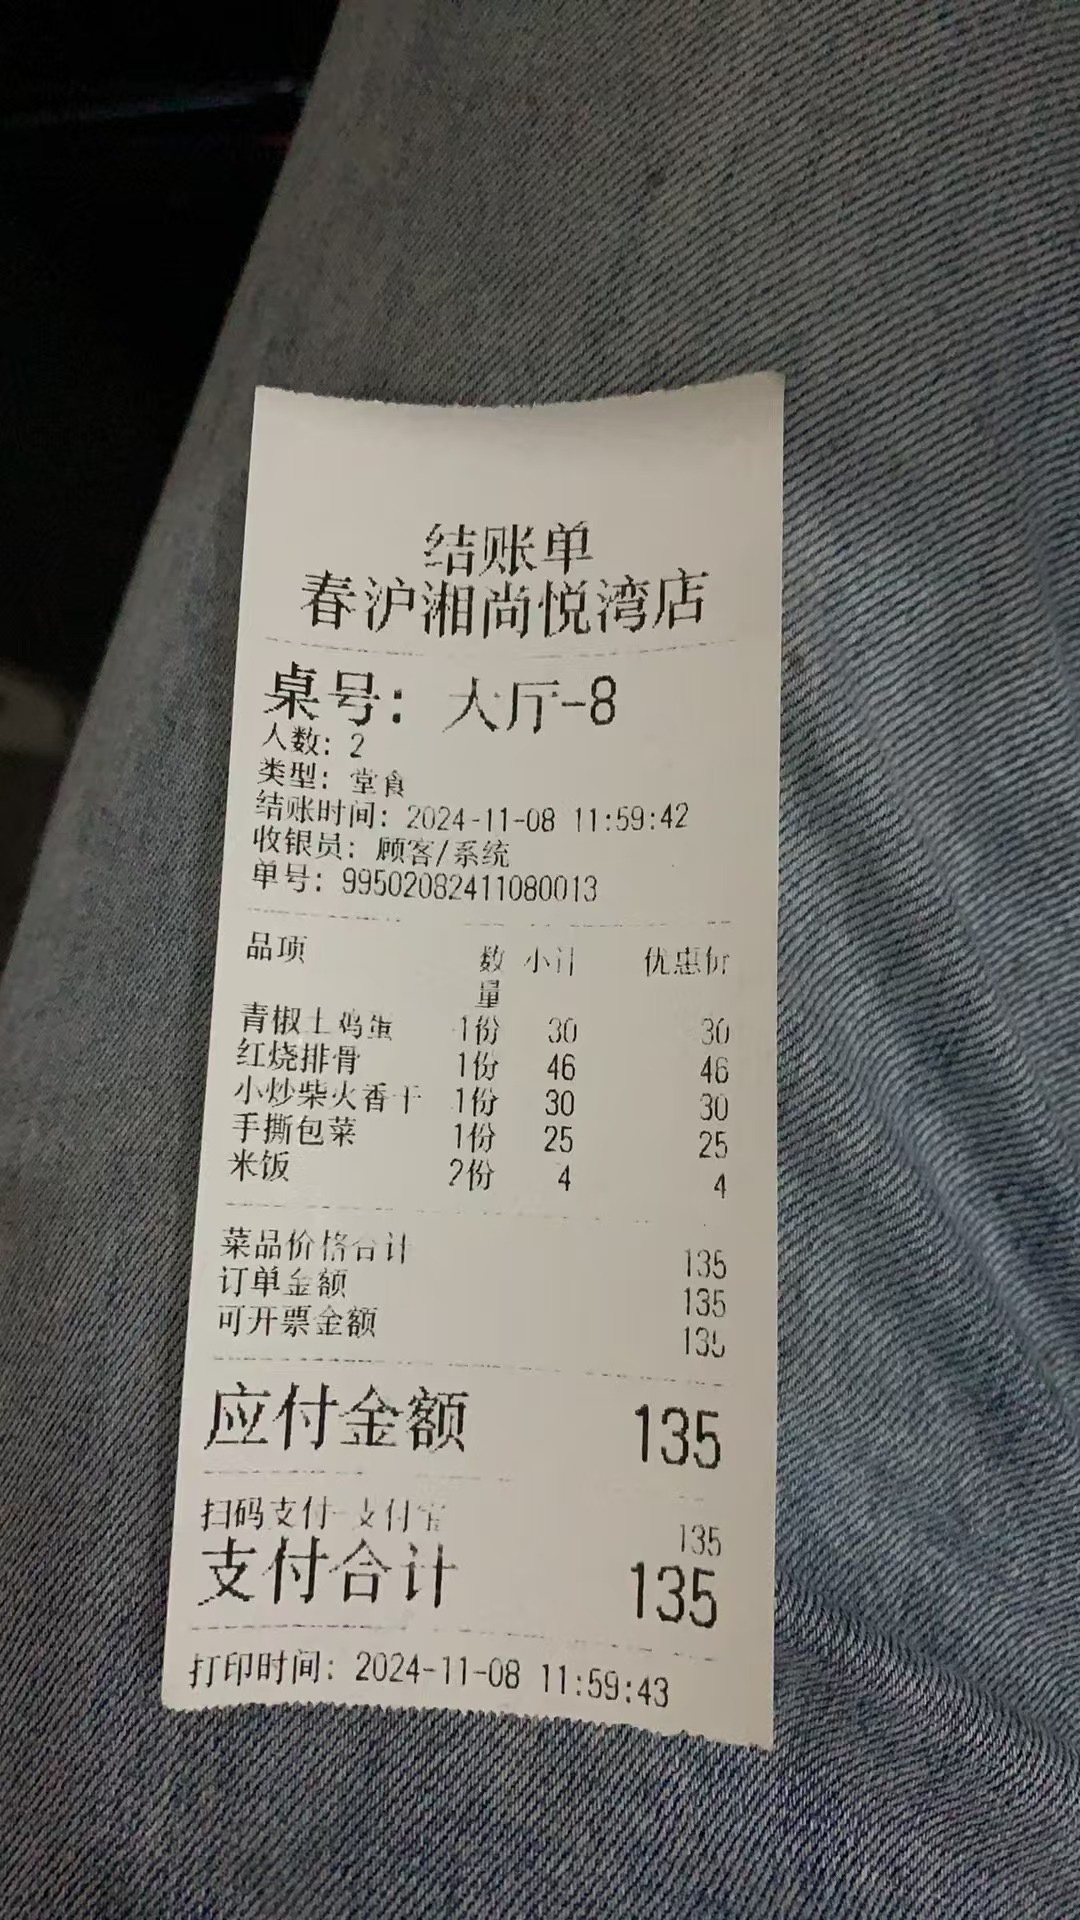 结账单
春沪湘尚悦湾店
桌号: 大厅-8
人数: 2
类型: 堂食
结账时间: 2024-11-08 11:59:42
收银员: 顾客/系统
单号: 99502082411080013
品项 数量 小计 优惠价
青椒土鸡蛋 1份 30 30
红烧排骨 1份 46 46
小炒柴火香干 1份 30 30
手撕包菜 1份 25 25
米饭 2份 4 4
菜品价格合计 135
订单金额 135
可开票金额 135
应付金额 135
扫码支付-支付宝 135
支付合计 135
打印时间: 2024-11-08 11:59:43